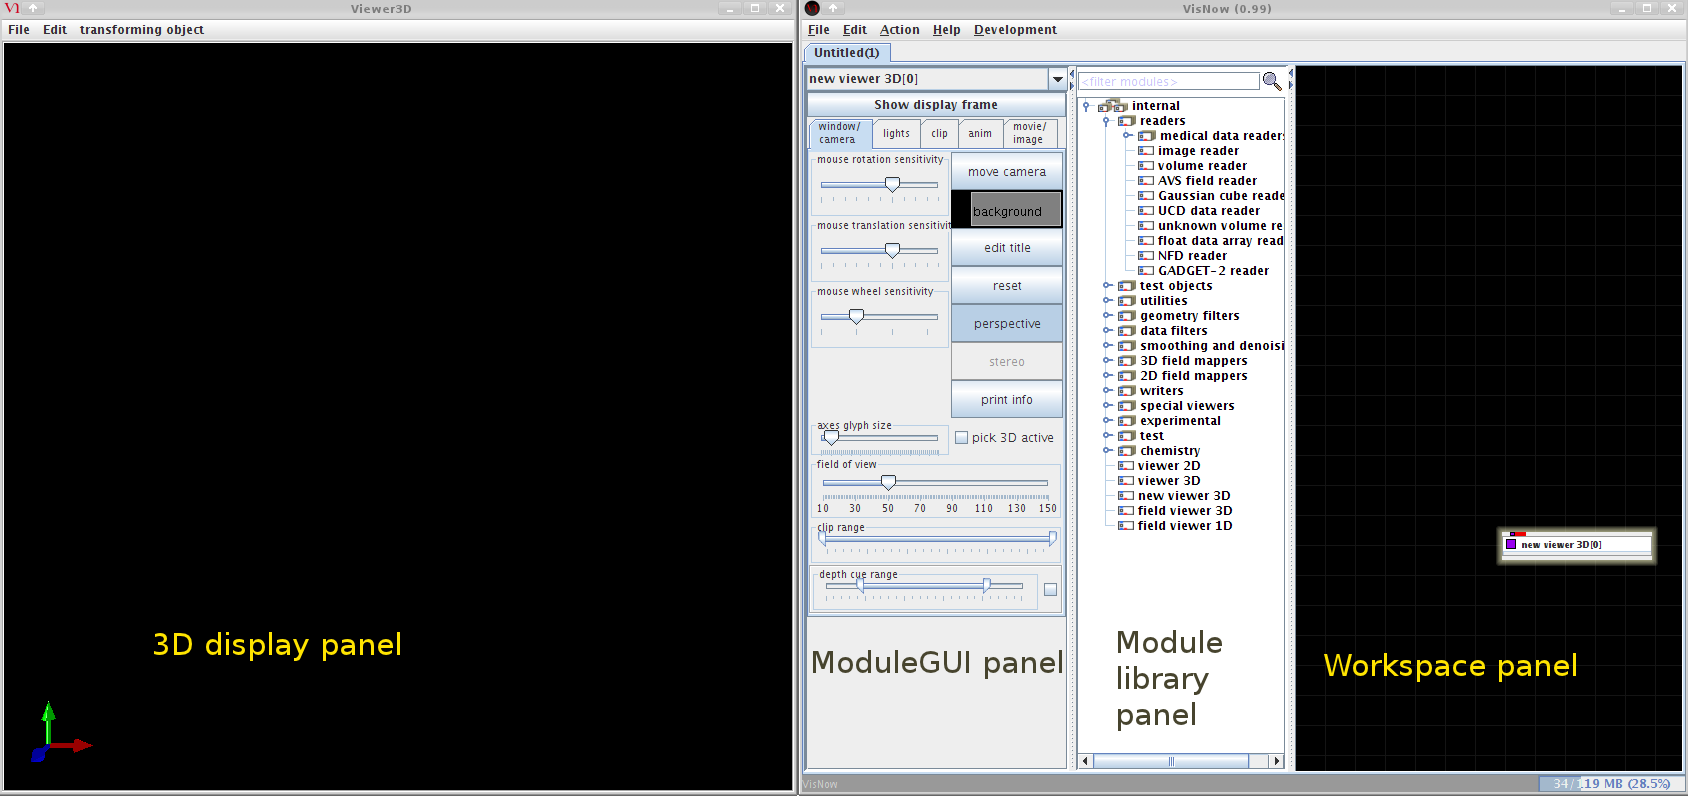 Viewer3D
File Edit transforming object
3D display panel
VisNow (0.99)
File Edit Action Help Development
Untitled(1)
new viewer 3D[0]
Show display frame
window/
camera
lights
clip
anim
movie/
image
mouse rotation sensitivity
move camera
background
mouse translation sensitivit
edit title
reset
mouse wheel sensitivity
perspective
stereo
print info
axes glyph size
pick 3D active
field of view
10 30 50 70 90 110 130 150
clip range
depth cue range
ModuleGUI panel
<filter modules>
internal
readers
medical data readers
image reader
volume reader
AVS field reader
Gaussian cube reade
UCD data reader
unknown volume re
float data array read
NFD reader
GADGET-2 reader
test objects
utilities
geometry filters
data filters
smoothing and denoisi
3D field mappers
2D field mappers
writers
special viewers
experimental
test
chemistry
viewer 2D
viewer 3D
new viewer 3D
field viewer 3D
field viewer 1D
Module
library
panel
new viewer 3D[0]
Workspace panel
VisNow
34/119 MB (28.5%)